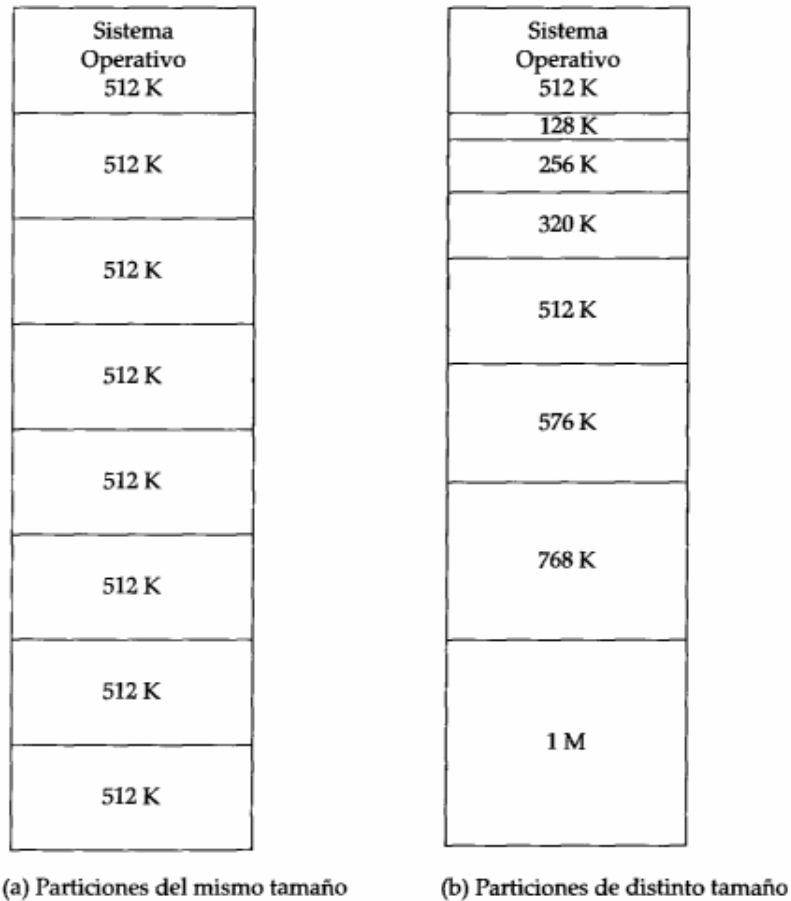 Sistema
Operativo
512 K
512 K
512 K
512 K
512 K
512 K
512 K
512 K
(a) Particiones del mismo tamaño
Sistema
Operativo
512 K
128 K
256 K
320 K
512 K
576 K
768 K
1 M
(b) Particiones de distinto tamaño